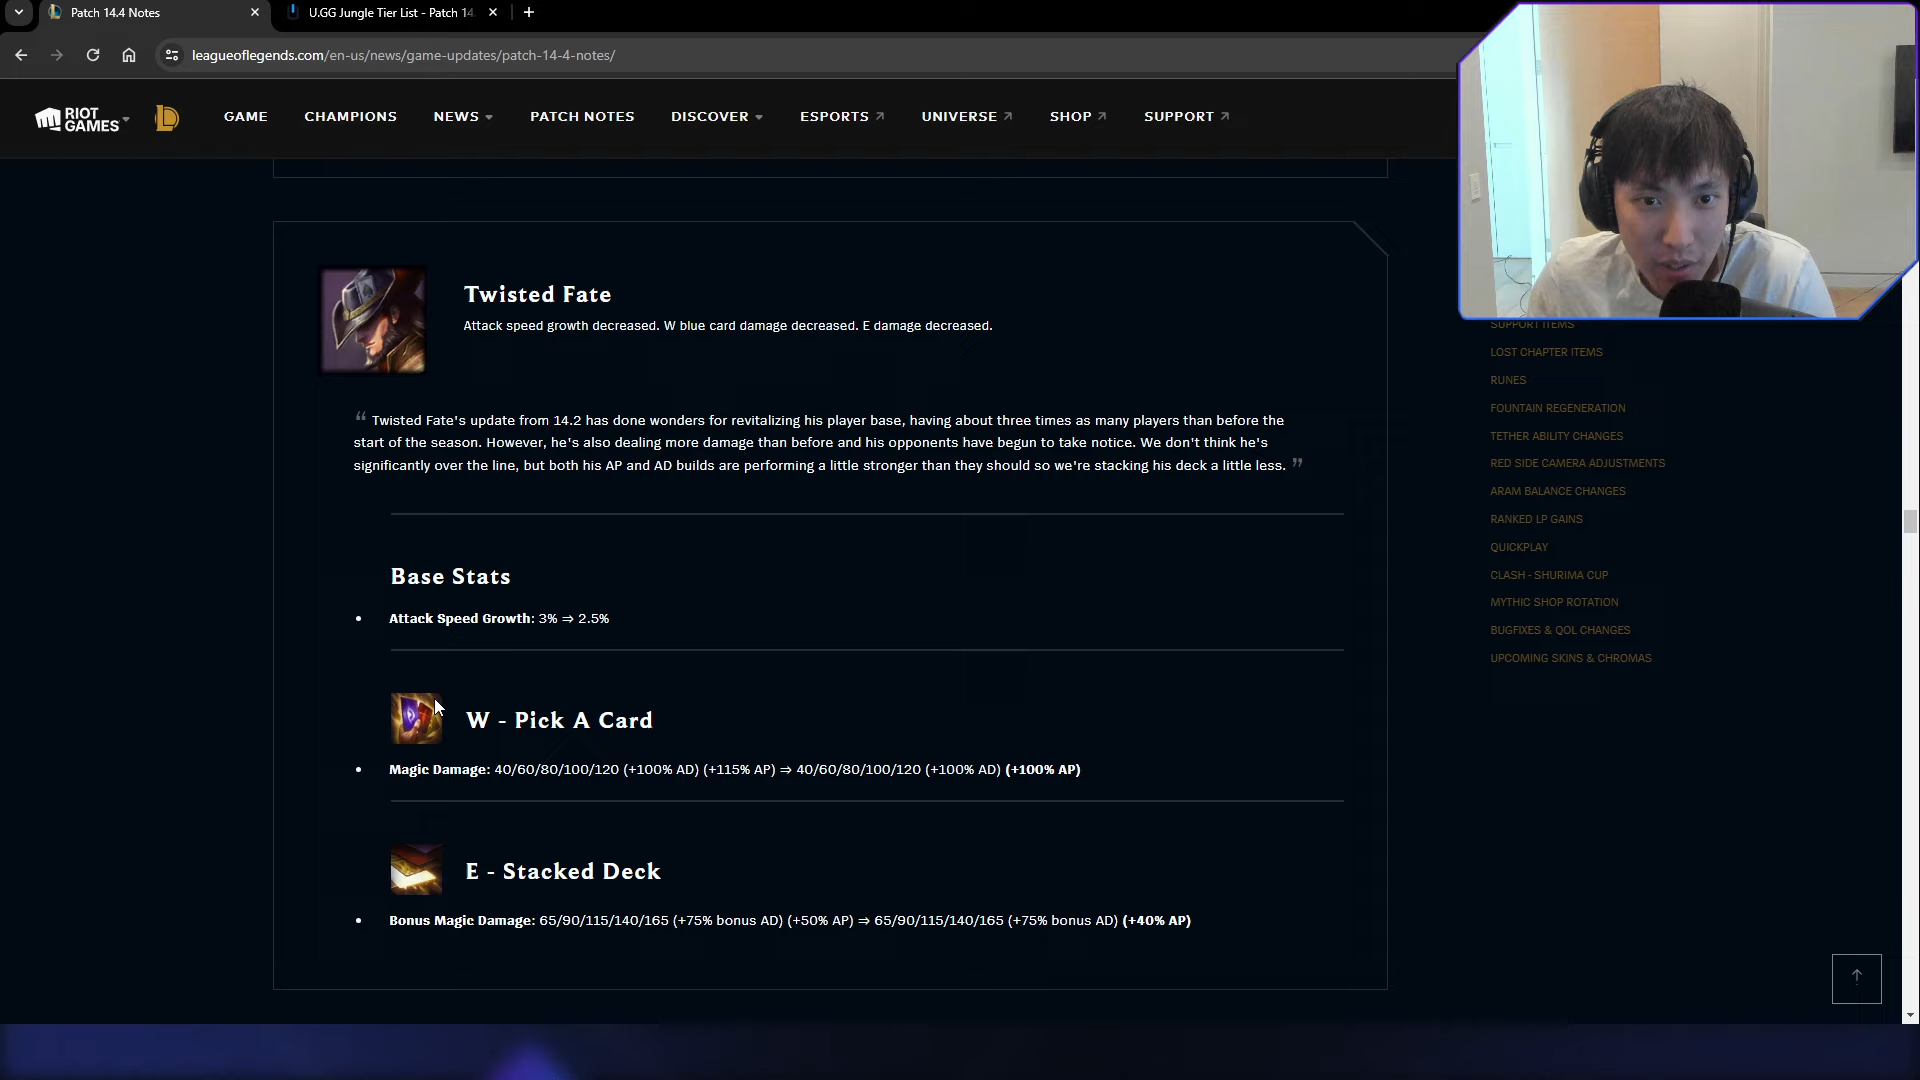 Patch 14.4 Notes
U.GG Jungle Tier List - Patch 14
leagueoflegends.com/en-us/news/game-updates/patch-14-4-notes/
RIOT GAMES
GAME CHAMPIONS NEWS PATCH NOTES DISCOVER ESPORTS UNIVERSE SHOP SUPPORT
Twisted Fate
Attack speed growth decreased. W blue card damage decreased. E damage decreased.
“ Twisted Fate's update from 14.2 has done wonders for revitalizing his player base, having about three times as many players than before the
start of the season. However, he's also dealing more damage than before and his opponents have begun to take notice. We don't think he's
significantly over the line, but both his AP and AD builds are performing a little stronger than they should so we're stacking his deck a little less. ”
Base Stats
• Attack Speed Growth: 3% ⇒ 2.5%
W - Pick A Card
• Magic Damage: 40/60/80/100/120 (+100% AD) (+115% AP) ⇒ 40/60/80/100/120 (+100% AD) (+100% AP)
E - Stacked Deck
• Bonus Magic Damage: 65/90/115/140/165 (+75% bonus AD) (+50% AP) ⇒ 65/90/115/140/165 (+75% bonus AD) (+40% AP)
SUPPORT ITEMS
LOST CHAPTER ITEMS
RUNES
FOUNTAIN REGENERATION
TETHER ABILITY CHANGES
RED SIDE CAMERA ADJUSTMENTS
ARAM BALANCE CHANGES
RANKED LP GAINS
QUICKPLAY
CLASH - SHURIMA CUP
MYTHIC SHOP ROTATION
BUGFIXES & QOL CHANGES
UPCOMING SKINS & CHROMAS